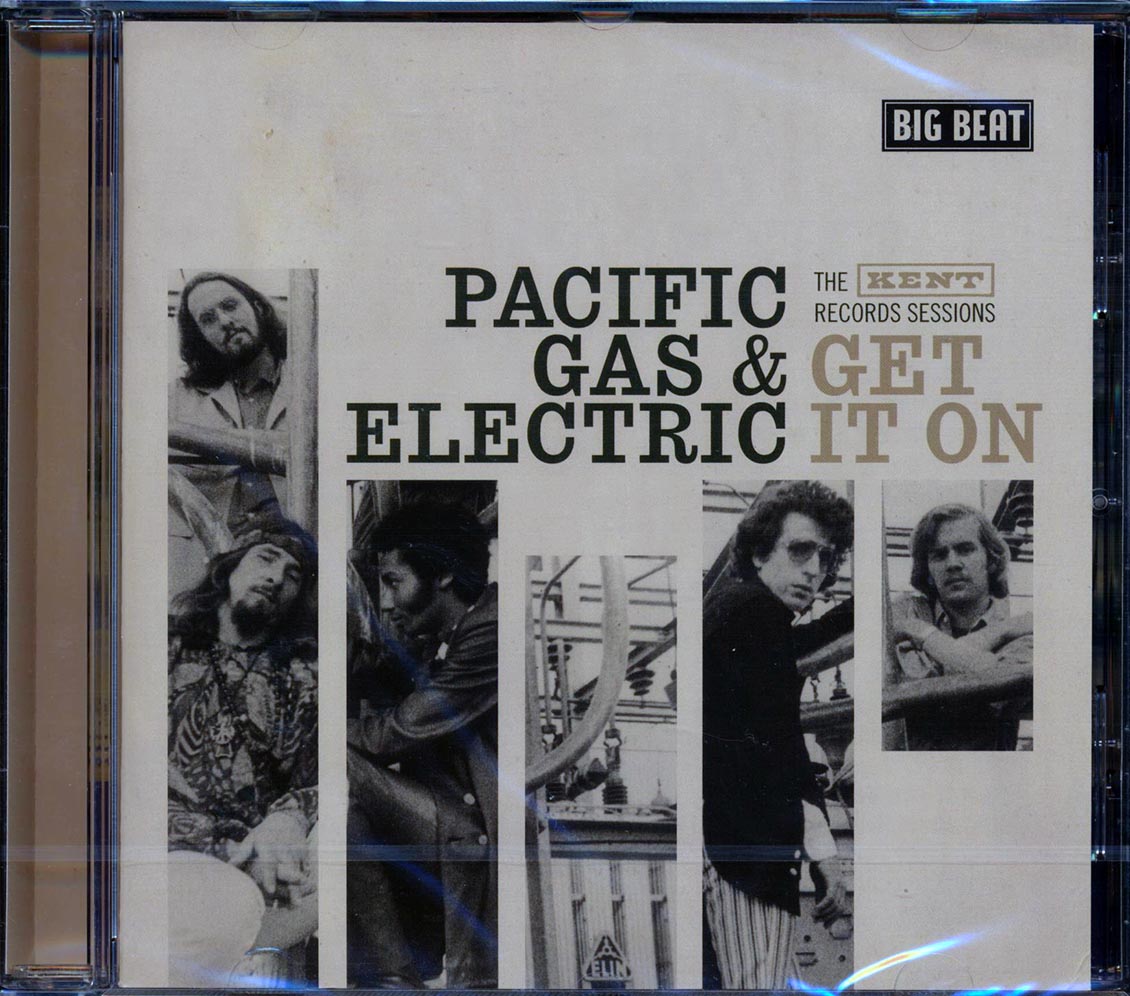 BIG BEAT
PACIFIC
GAS &
ELECTRIC
THE KENT
RECORDS SESSIONS
GET
IT ON
ELIN